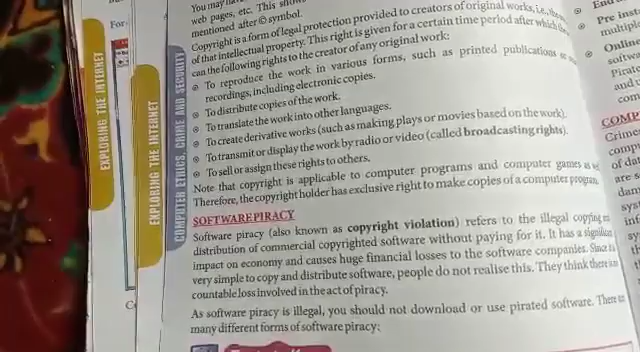 You may
web pages, etc. This
mentioned after © symbol.
Copyright is a form of legal protection provided to creators of original works, i.e.,
of that intellectual property. This right is given for a certain time period after which
can the following rights to the creator of any original work:
To reproduce the work in various forms, such as printed publications or
recordings, including electronic copies.
To distribute copies of the work.
To translate the work into other languages.
To create derivative works (such as making plays or movies based on the work).
To transmit or display the work by radio or video (called broadcasting rights).
To sell or assign these rights to others.
Note that copyright is applicable to computer programs and computer games as
Therefore, the copyright holder has exclusive right to make copies of a computer program.
SOFTWARE PIRACY
Software piracy (also known as copyright violation) refers to the illegal copying
distribution of commercial copyrighted software without paying for it. It has a significant
impact on economy and causes huge financial losses to the software companies. Since
very simple to copy and distribute software, people do not realise this. They think there is
countable loss involved in the act of piracy.
As software piracy is illegal, you should not download or use pirated software. There
many different forms of software piracy:
EXPLORING THE INTERNET
EXPLORING THE INTERNET
COMPUTER ETHICS, CRIME AND SECURITY
For
End
Pre inst
multipl
Online
softwa
Pirate
and
com
COMP
Crime
comp
of da
are s
dam
syst
int